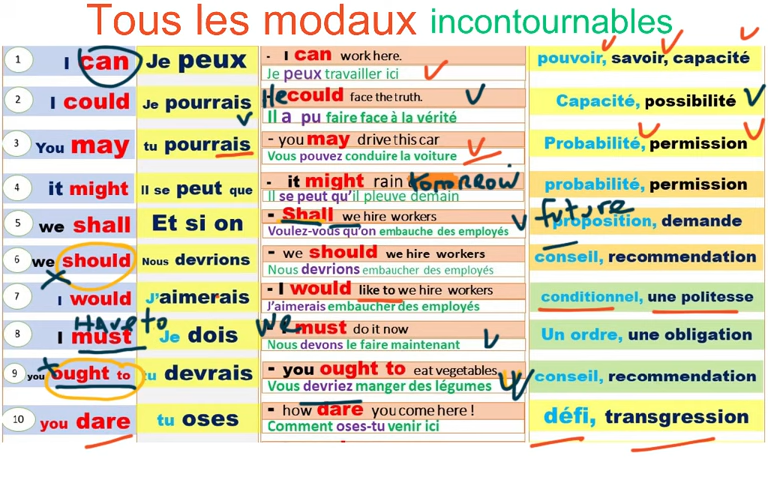 Tous les modaux incontournables
1 I can Je peux - I can work here. pouvoir, savoir, capacité
Je peux travailler ici
2 I could Je pourrais He could face the truth. Capacité, possibilité
Il a pu faire face à la vérité
3 You may tu pourrais - you may drive this car Probabilité, permission
Vous pouvez conduire la voiture
4 it might Il se peut que - it might rain tomorrow probabilité, permission
Il se peut qu'il pleuve demain
5 we shall Et si on - Shall we hire workers future proposition, demande
Voulez-vous qu'on embauche des employés
6 we should Nous devrions - we should we hire workers conseil, recommendation
Nous devrions embaucher des employés
7 I would J'aimerais - I would like to we hire workers conditionnel, une politesse
J'aimerais embaucher des employés
Have to
8 I must Je dois We must do it now Un ordre, une obligation
Nous devons le faire maintenant
9 you ought to tu devrais - you ought to eat vegetables conseil, recommendation
Vous devriez manger des légumes
10 you dare tu oses - how dare you come here ! défi, transgression
Comment oses-tu venir ici